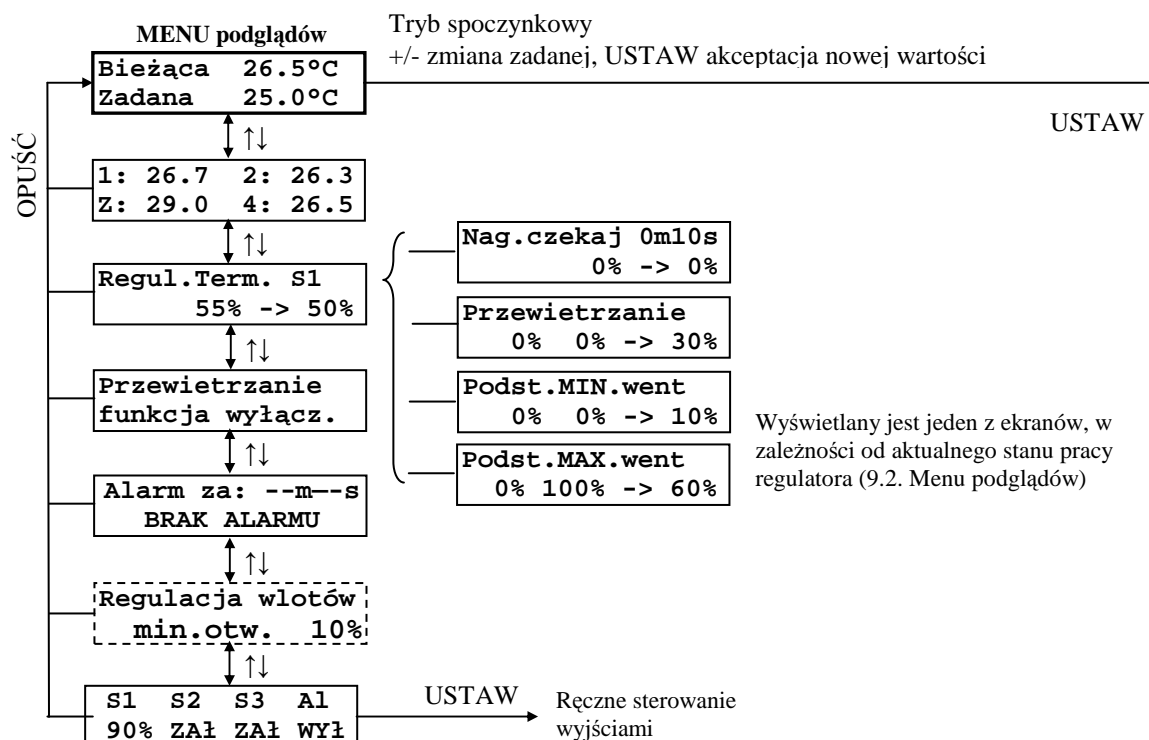 MENU podglądów
Tryb spoczynkowy
+/- zmiana zadanej, USTAW akceptacja nowej wartości
Bieżąca 26.5°C
Zadana 25.0°C
USTAW
OPUŚĆ
↑↓
1: 26.7 2: 26.3
Z: 29.0 4: 26.5
↑↓
Regul.Term. S1
55% -> 50%
↑↓
Przewietrzanie
funkcja wyłącz.
↑↓
Alarm za: --m--s
BRAK ALARMU
↑↓
Regulacja wlotów
min.otw. 10%
↑↓
S1 S2 S3 Al
90% ZAł ZAł WYł
Nag.czekaj 0m10s
0% -> 0%
Przewietrzanie
0% 0% -> 30%
Podst.MIN.went
0% 0% -> 10%
Podst.MAX.went
0% 100% -> 60%
Wyświetlany jest jeden z ekranów, w
zależności od aktualnego stanu pracy
regulatora (9.2. Menu podglądów)
USTAW
Ręczne sterowanie
wyjściami